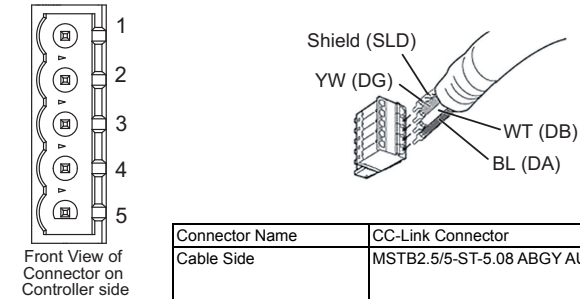 1
2
3
4
5
Front View of
Connector on
Controller side
Shield (SLD)
YW (DG)
WT (DB)
BL (DA)
Connector Name CC-Link Connector
Cable Side MSTB2.5/5-ST-5.08 ABGY AU